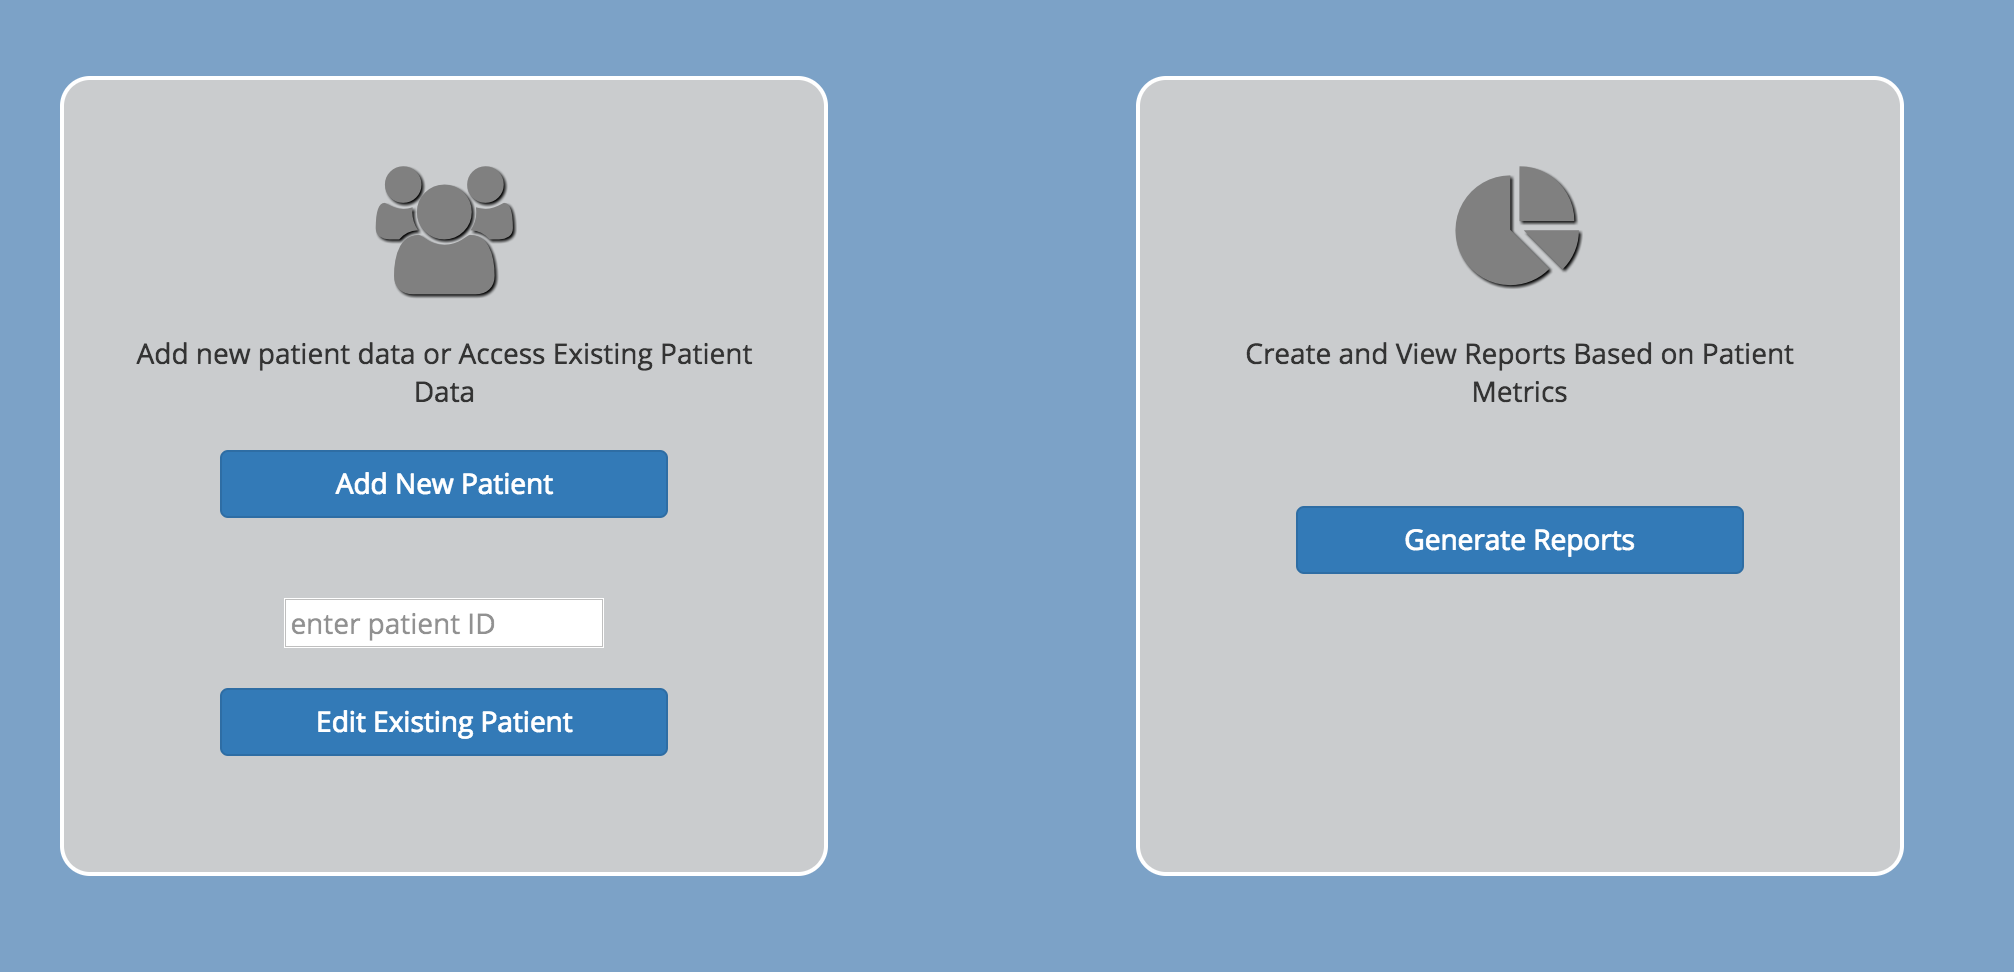 Add new patient data or Access Existing Patient
Data
Add New Patient
enter patient ID
Edit Existing Patient
Create and View Reports Based on Patient
Metrics
Generate Reports